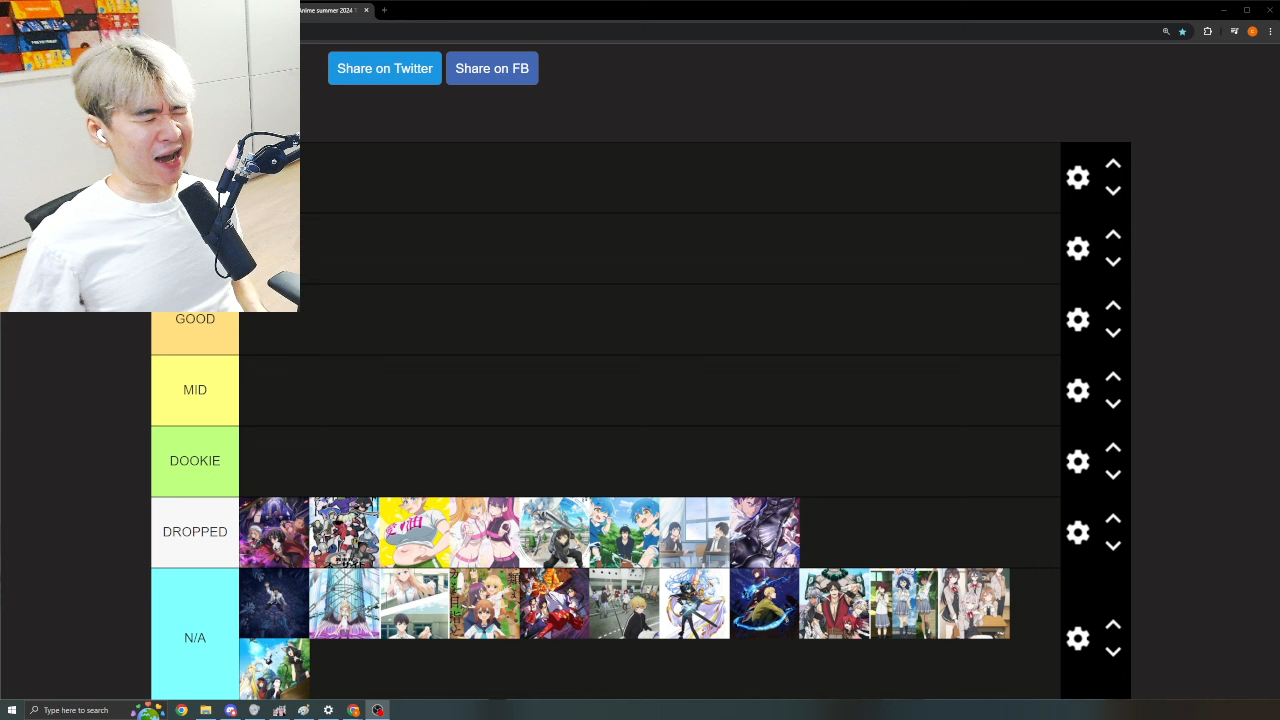 Anime summer 2024 T
Share on Twitter
Share on FB
GOOD
MID
DOOKIE
DROPPED
N/A
Type here to search